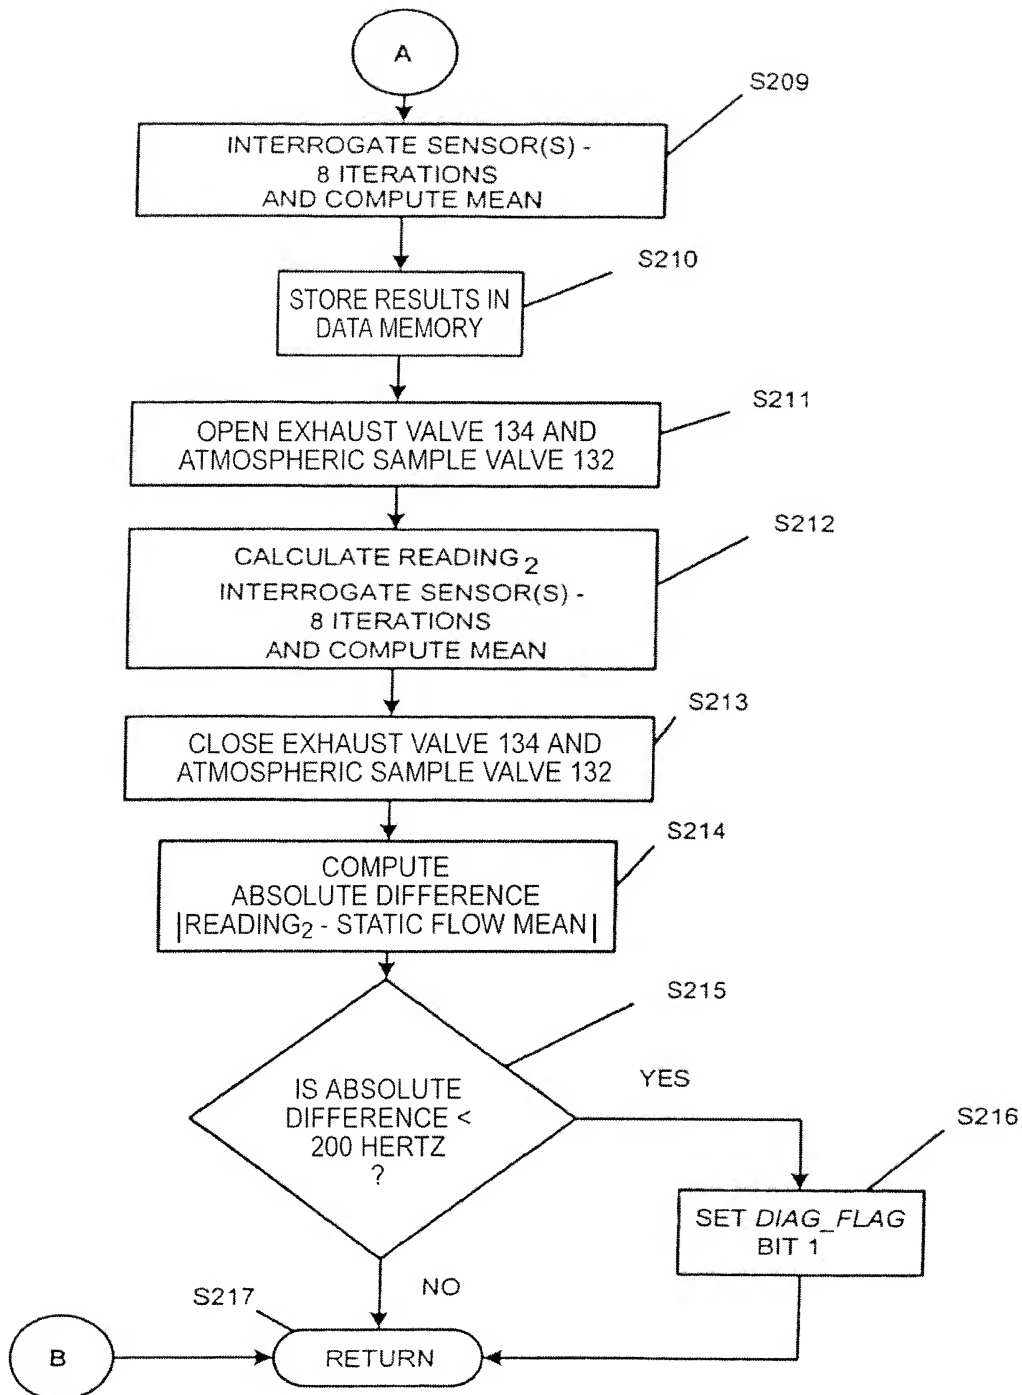 A
S209
INTERROGATE SENSOR(S) -
8 ITERATIONS
AND COMPUTE MEAN
S210
STORE RESULTS IN
DATA MEMORY
S211
OPEN EXHAUST VALVE 134 AND
ATMOSPHERIC SAMPLE VALVE 132
S212
CALCULATE READING2
INTERROGATE SENSOR(S) -
8 ITERATIONS
AND COMPUTE MEAN
S213
CLOSE EXHAUST VALVE 134 AND
ATMOSPHERIC SAMPLE VALVE 132
S214
COMPUTE
ABSOLUTE DIFFERENCE
|READING2 - STATIC FLOW MEAN|
S215
IS ABSOLUTE
DIFFERENCE <
200 HERTZ
?
YES
S216
SET DIAG_FLAG
BIT 1
NO
S217
B
RETURN